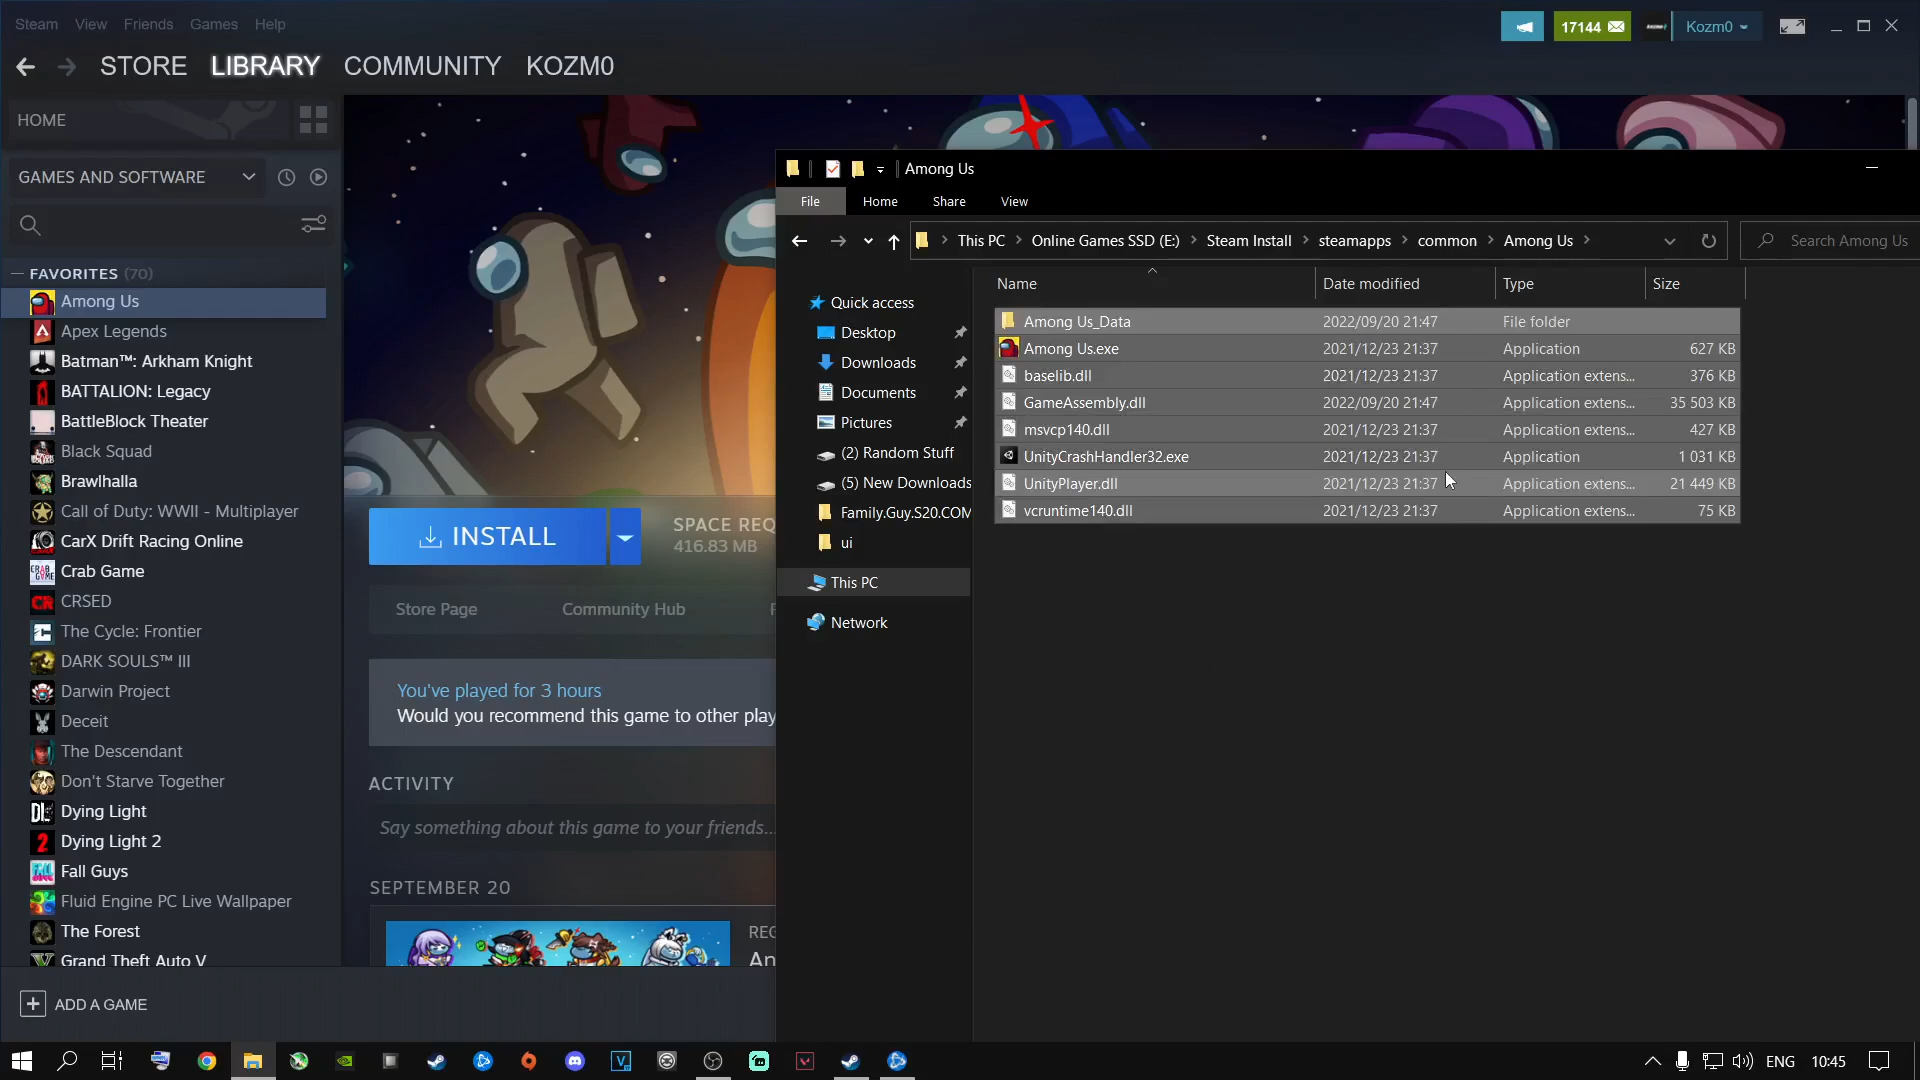 Steam View Friends Games Help
17144
Kozm0
STORE LIBRARY COMMUNITY KOZM0
HOME
GAMES AND SOFTWARE
FAVORITES (70)
Among Us
Apex Legends
Batman™: Arkham Knight
BATTALION: Legacy
BattleBlock Theater
Black Squad
Brawlhalla
Call of Duty: WWII - Multiplayer
CarX Drift Racing Online
Crab Game
CRSED
The Cycle: Frontier
DARK SOULS™ III
Darwin Project
Deceit
The Descendant
Don't Starve Together
Dying Light
Dying Light 2
Fall Guys
Fluid Engine PC Live Wallpaper
The Forest
Grand Theft Auto V
ADD A GAME
INSTALL
SPACE REQ
416.83 MB
Store Page Community Hub
You've played for 3 hours
Would you recommend this game to other play
ACTIVITY
Say something about this game to your friends...
SEPTEMBER 20
REG
An
Among Us
File Home Share View
This PC Online Games SSD (E:) Steam Install steamapps common Among Us
Search Among Us
Quick access
Desktop
Downloads
Documents
Pictures
(2) Random Stuff
(5) New Downloads
Family.Guy.S20.COM
ui
This PC
Network
Name Date modified Type Size
Among Us_Data 2022/09/20 21:47 File folder
Among Us.exe 2021/12/23 21:37 Application 627 KB
baselib.dll 2021/12/23 21:37 Application extens... 376 KB
GameAssembly.dll 2022/09/20 21:47 Application extens... 35 503 KB
msvcp140.dll 2021/12/23 21:37 Application extens... 427 KB
UnityCrashHandler32.exe 2021/12/23 21:37 Application 1 031 KB
UnityPlayer.dll 2021/12/23 21:37 Application extens... 21 449 KB
vcruntime140.dll 2021/12/23 21:37 Application extens... 75 KB
ENG 10:45